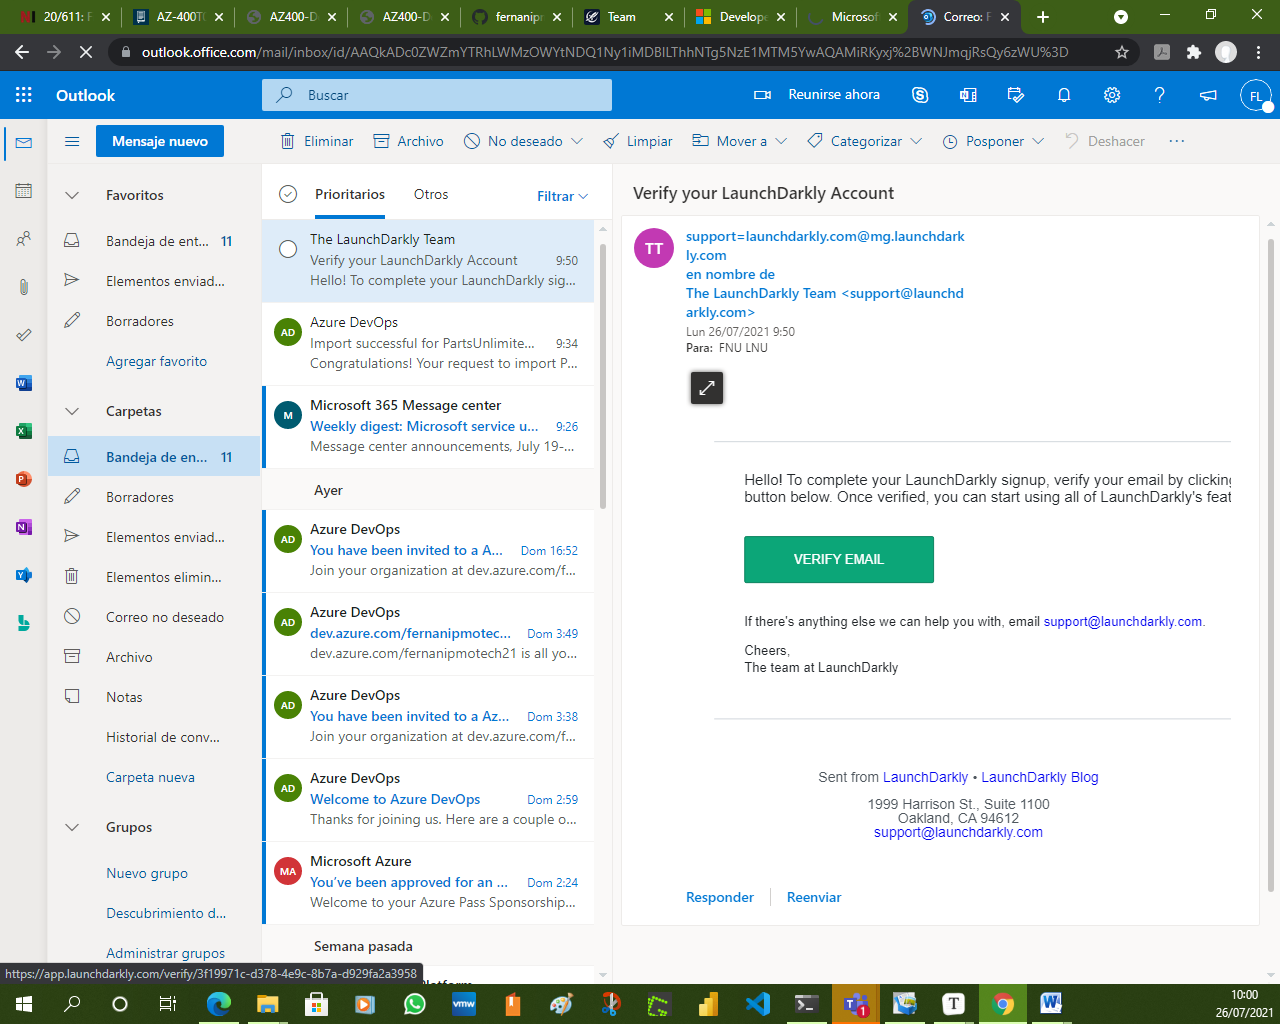 20/611: F
AZ-400T
AZ400-D
AZ400-D
fernanipr
Team
Develope
Microsoft
Correo: F
outlook.office.com/mail/inbox/id/AAQkADc0ZWZmYTRhLWMzOWYtNDQ1Ny1iMDBlLThhNTg5NzE1MTM5YwAQAMiRKyxj%2BWNJmqjRsQy6zWU%3D
Outlook
Buscar
Reunirse ahora
FL
Mensaje nuevo
Eliminar
Archivo
No deseado
Limpiar
Mover a
Categorizar
Posponer
Deshacer
Favoritos
Bandeja de ent... 11
Elementos enviad...
Borradores
Agregar favorito
Carpetas
Bandeja de en... 11
Borradores
Elementos enviad...
Elementos elimin...
Correo no deseado
Archivo
Notas
Historial de conv...
Carpeta nueva
Grupos
Nuevo grupo
Descubrimiento d...
Administrar grupos
Prioritarios
Otros
Filtrar
The LaunchDarkly Team
Verify your LaunchDarkly Account 9:50
Hello! To complete your LaunchDarkly sig...
AD
Azure DevOps
Import successful for PartsUnlimite... 9:34
Congratulations! Your request to import P...
M
Microsoft 365 Message center
Weekly digest: Microsoft service u... 9:26
Message center announcements, July 19-...
Ayer
AD
Azure DevOps
You have been invited to a A... Dom 16:52
Join your organization at dev.azure.com/f...
AD
Azure DevOps
dev.azure.com/fernanipmotec... Dom 3:49
dev.azure.com/fernanipmotech21 is all yo...
AD
Azure DevOps
You have been invited to a Az... Dom 3:38
Join your organization at dev.azure.com/f...
AD
Azure DevOps
Welcome to Azure DevOps Dom 2:59
Thanks for joining us. Here are a couple o...
MA
Microsoft Azure
You've been approved for an ... Dom 2:24
Welcome to your Azure Pass Sponsorship...
Semana pasada
Verify your LaunchDarkly Account
TT
support=launchdarkly.com@mg.launchdark
ly.com
en nombre de
The LaunchDarkly Team <support@launchd
arkly.com>
Lun 26/07/2021 9:50
Para: FNU LNU
Hello! To complete your LaunchDarkly signup, verify your email by clicking
button below. Once verified, you can start using all of LaunchDarkly's feat
VERIFY EMAIL
If there's anything else we can help you with, email support@launchdarkly.com.
Cheers,
The team at LaunchDarkly
Sent from LaunchDarkly • LaunchDarkly Blog
1999 Harrison St., Suite 1100
Oakland, CA 94612
support@launchdarkly.com
Responder
Reenviar
https://app.launchdarkly.com/verify/3f19971c-d378-4e9c-8b7a-d929fa2a3958
10:00
26/07/2021